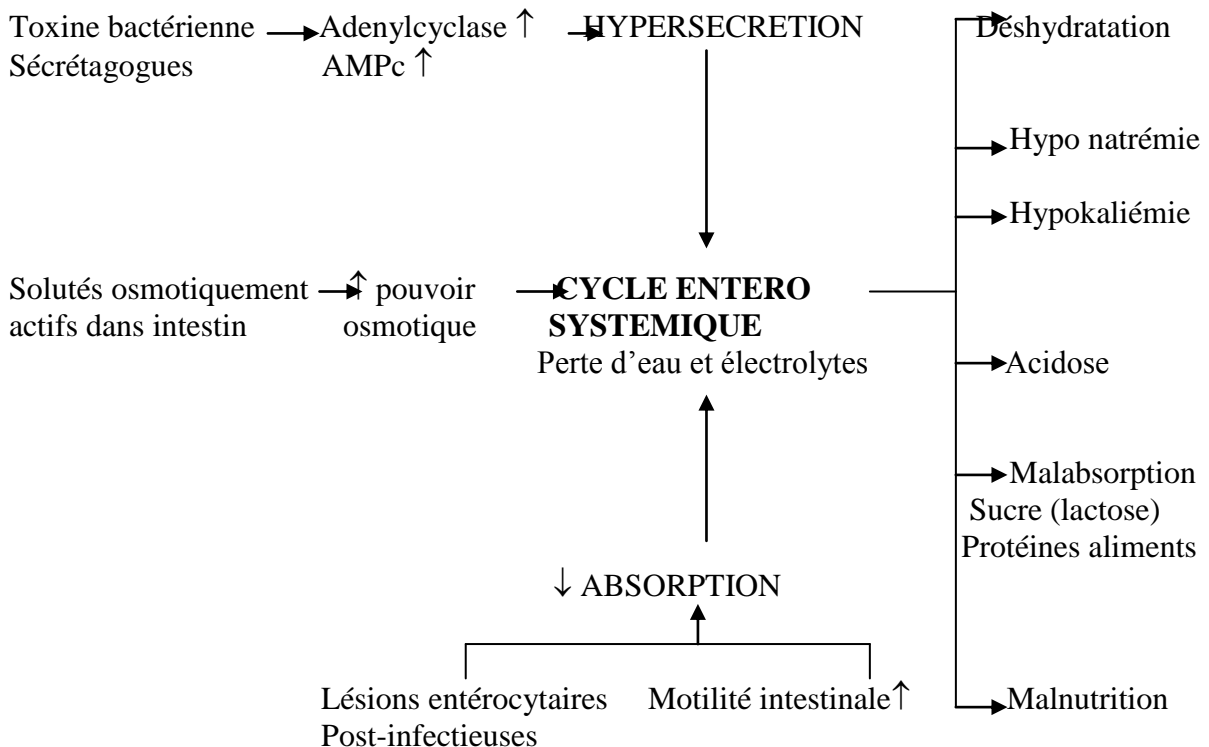 Toxine bactérienne
Sécrétagogues
Adenylcyclase ↑
AMPc ↑
HYPERSECRETION
Solutés osmotiquement
actifs dans intestin
↑ pouvoir
osmotique
CYCLE ENTERO
SYSTEMIQUE
Perte d’eau et électrolytes
↓ ABSORPTION
Lésions entérocytaires
Post-infectieuses
Motilité intestinale↑
Déshydratation
Hypo natrémie
Hypokaliémie
Acidose
Malabsorption
Sucre (lactose)
Protéines aliments
Malnutrition